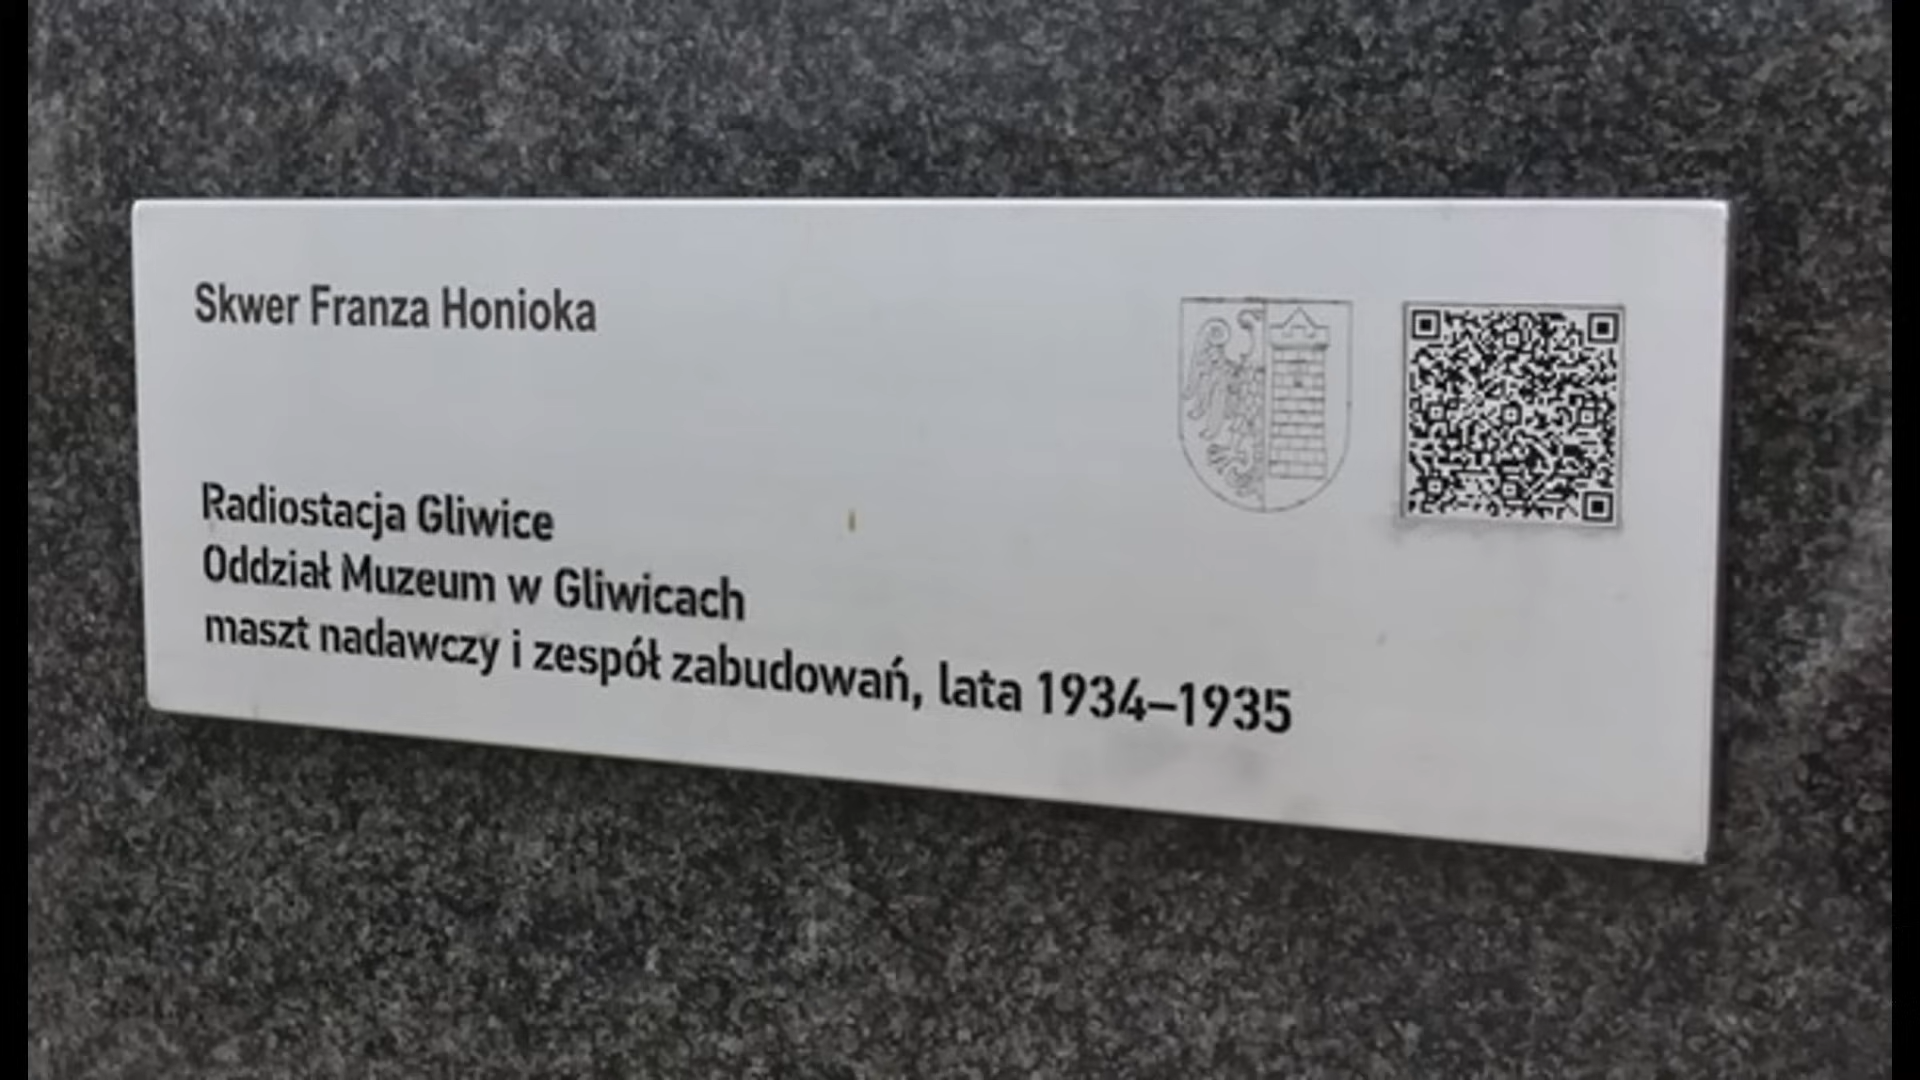 Skwer Franza Honioka
Radiostacja Gliwice
Oddział Muzeum w Gliwicach
maszt nadawczy i zespół zabudowań, lata 1934–1935